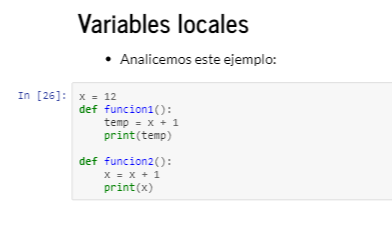 Variables locales
• Analicemos este ejemplo:
In [26]: x = 12
def funcion1():
    temp = x + 1
    print(temp)

def funcion2():
    x = x + 1
    print(x)